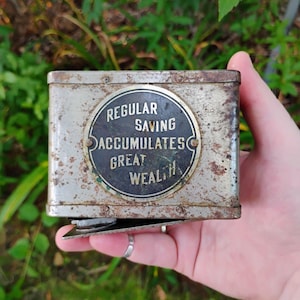 REGULAR
SAVING
ACCUMULATES
GREAT
WEALTH